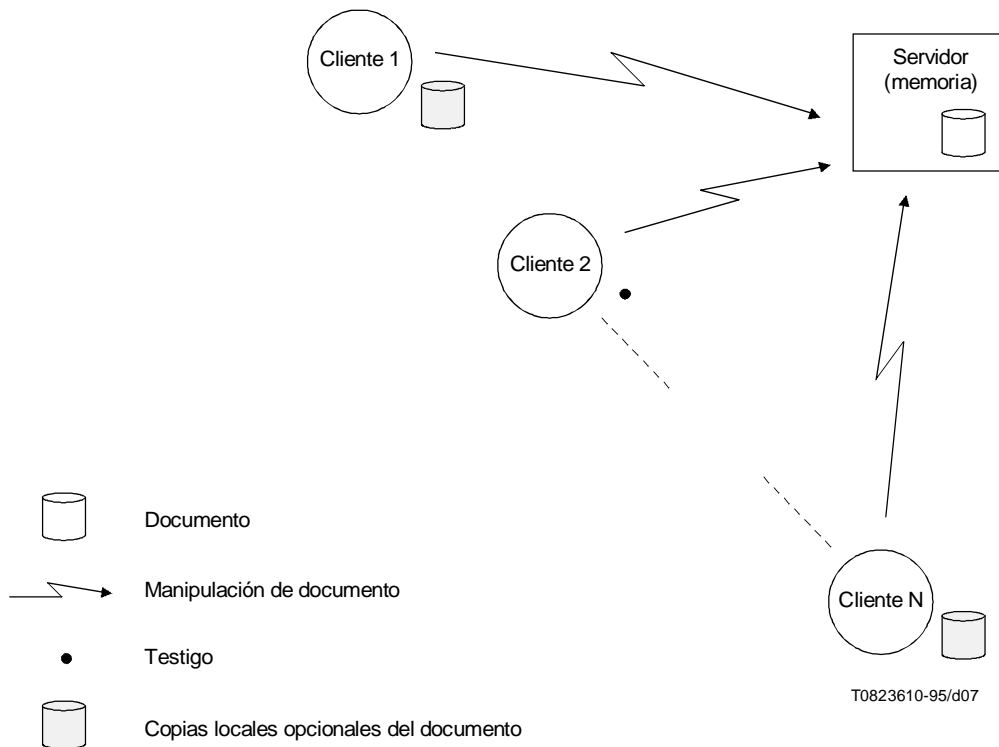 Cliente 1
Servidor
(memoria)
Cliente 2
Cliente N
T0823610-95/d07
Documento
Manipulación de documento
Testigo
Copias locales opcionales del documento